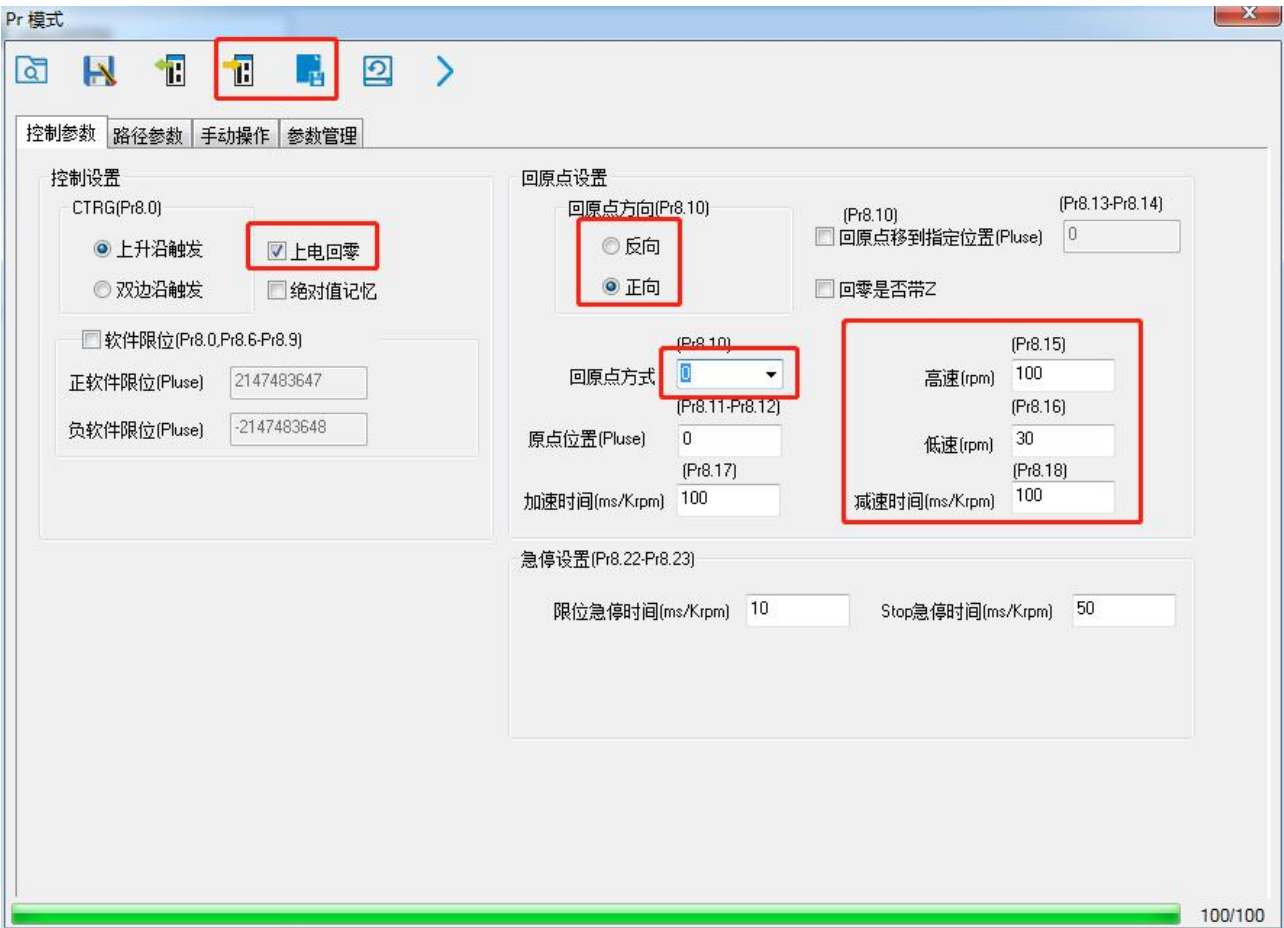 Pr 模式
控制参数 路径参数 手动操作 参数管理
控制设置
CTRG(Pr8.0)
上升沿触发 上电回零
双边沿触发 绝对值记忆
软件限位(Pr8.0,Pr8.6-Pr8.9)
正软件限位(Pluse) 2147483647
负软件限位(Pluse) -2147483648
回原点设置
回原点方向(Pr8.10)
反向
正向
(Pr8.10) (Pr8.13-Pr8.14)
回原点移到指定位置(Pluse) 0
回零是否带Z
(Pr8.10)
回原点方式 0
(Pr8.11-Pr8.12)
原点位置(Pluse) 0
(Pr8.17)
加速时间(ms/Krpm) 100
(Pr8.15)
高速(rpm) 100
(Pr8.16)
低速(rpm) 30
(Pr8.18)
减速时间(ms/Krpm) 100
急停设置(Pr8.22-Pr8.23)
限位急停时间(ms/Krpm) 10 Stop急停时间(ms/Krpm) 50
100/100